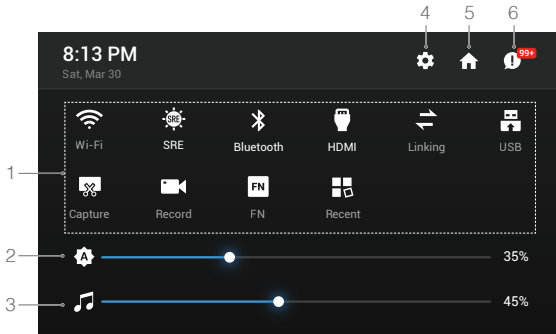 4 5 6
8:13 PM
Sat, Mar 30
99+
SRE
Wi-Fi SRE Bluetooth HDMI Linking USB
1
FN
Capture Record FN Recent
2 A 35%
3 45%